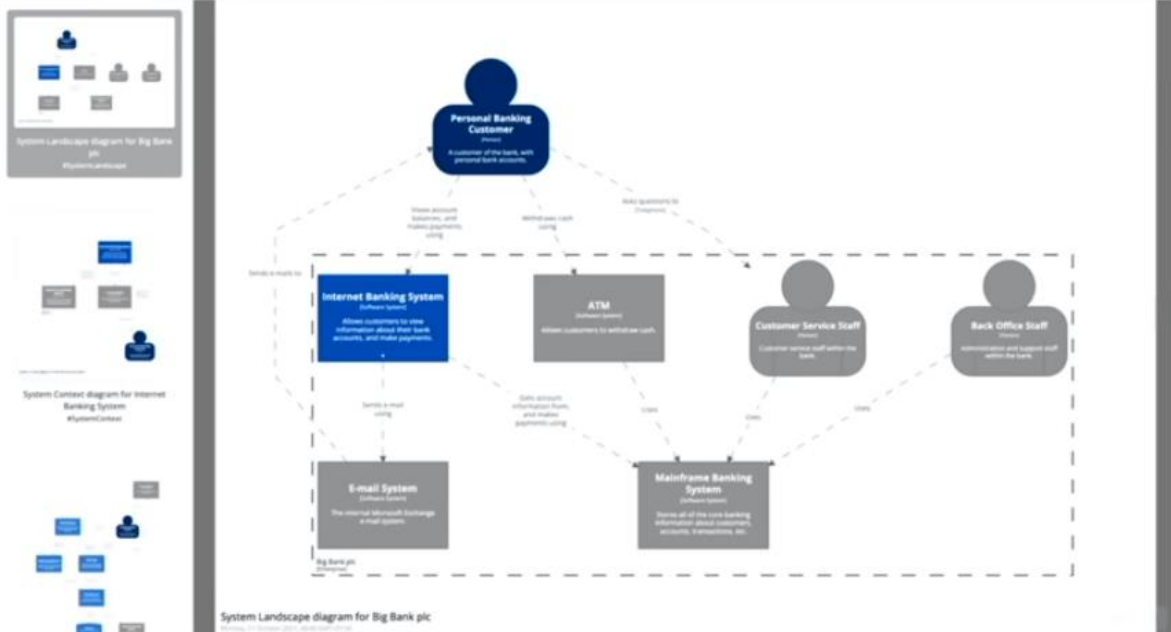 System Landscape diagram for Big Bank
plc
#SystemLandscape
System Context diagram for Internet
Banking System
#SystemContext
Personal Banking
Customer
[Person]
A customer of the bank, with
personal bank accounts.
Views account
balances, and
makes payments
using
Withdraws cash
using
Asks questions to
[Telephone]
Sends e-mails to
Internet Banking System
[Software System]
Allows customers to view
information about their bank
accounts, and make payments.
ATM
[Software System]
Allows customers to withdraw cash.
Customer Service Staff
[Person]
Customer service staff within the
bank.
Back Office Staff
[Person]
Administration and support staff
within the bank.
Sends e-mail
using
Gets account
information from,
and makes
payments using
Uses
Uses
Uses
E-mail System
[Software System]
The internal Microsoft Exchange
e-mail system.
Mainframe Banking
System
[Software System]
Stores all of the core banking
information about customers,
accounts, transactions, etc.
Big Bank plc
[Enterprise]
System Landscape diagram for Big Bank plc